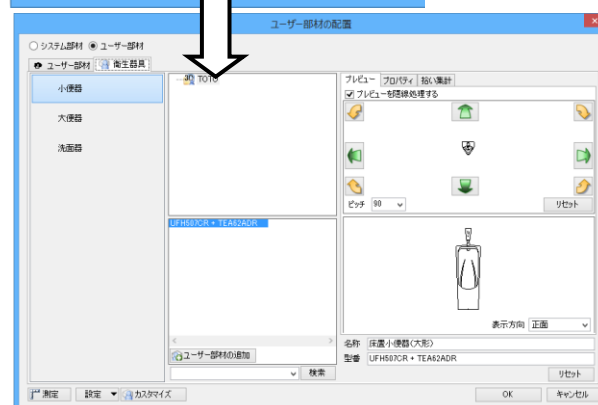 ユーザー部材の配置
システム部材 ユーザー部材
ユーザー部材 衛生器具
小便器
大便器
洗面器
TOTO
UFH507CR + TEA62ADR
ユーザー部材の追加
検索
プレビュー プロパティ 拾い集計
プレビューを隠線処理する
ピッチ 90 リセット
表示方向 正面
名称 床置小便器(大形)
型番 UFH507CR + TEA62ADR
リセット
測定 設定 カスタマイズ
OK キャンセル